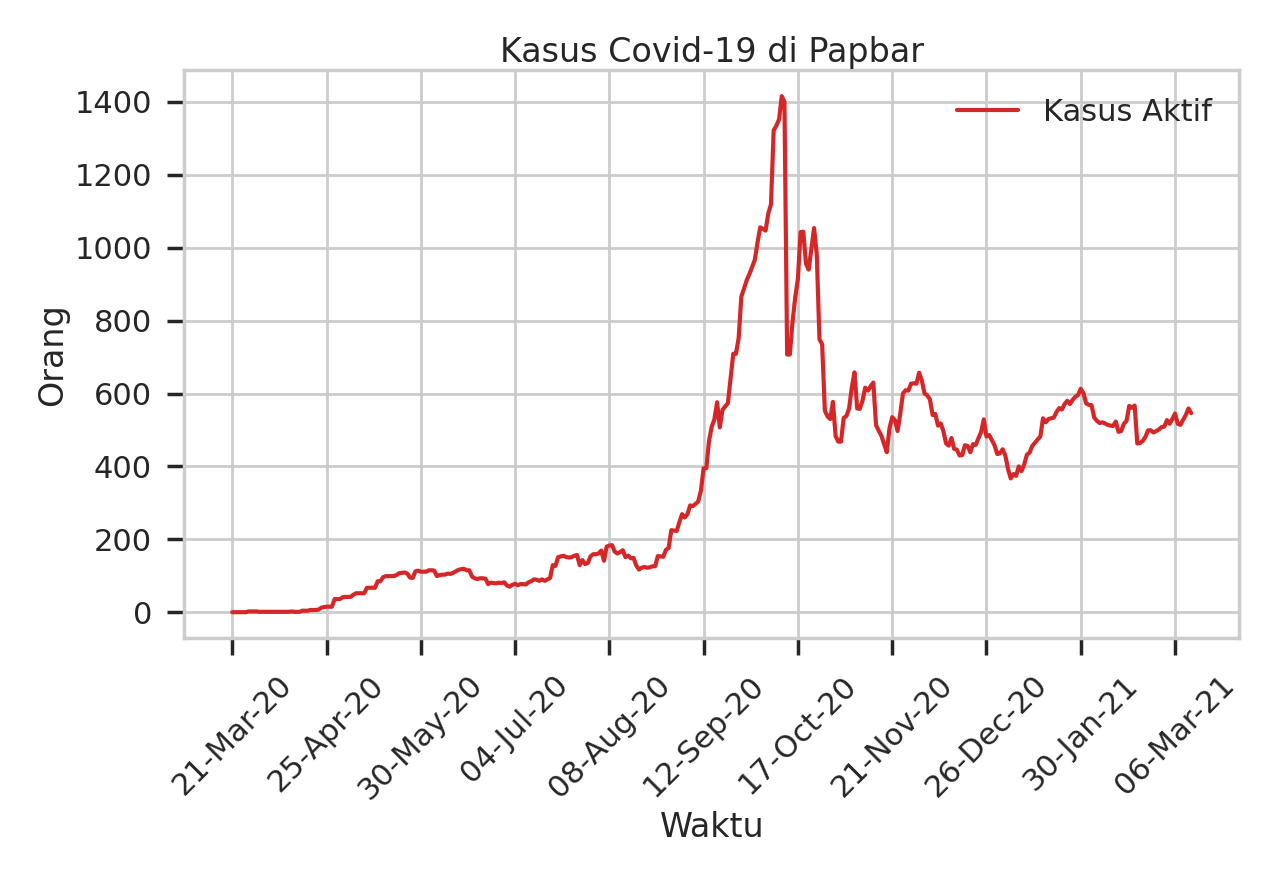 Kasus Covid-19 di Papbar
Kasus Aktif
Orang
1400
1200
1000
800
600
400
200
0
21-Mar-20
25-Apr-20
30-May-20
04-Jul-20
08-Aug-20
12-Sep-20
17-Oct-20
21-Nov-20
26-Dec-20
30-Jan-21
06-Mar-21
Waktu